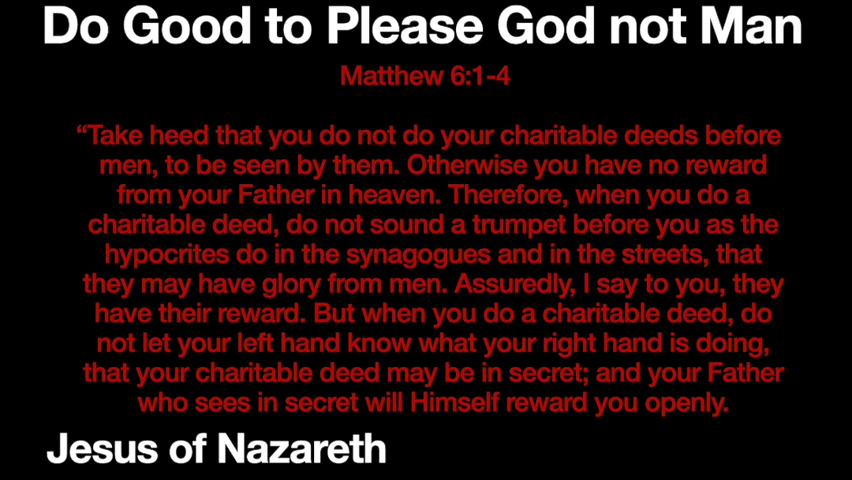 Do Good to Please God not Man
Matthew 6:1-4
“Take heed that you do not do your charitable deeds before
men, to be seen by them. Otherwise you have no reward
from your Father in heaven. Therefore, when you do a
charitable deed, do not sound a trumpet before you as the
hypocrites do in the synagogues and in the streets, that
they may have glory from men. Assuredly, I say to you, they
have their reward. But when you do a charitable deed, do
not let your left hand know what your right hand is doing,
that your charitable deed may be in secret; and your Father
who sees in secret will Himself reward you openly.
Jesus of Nazareth